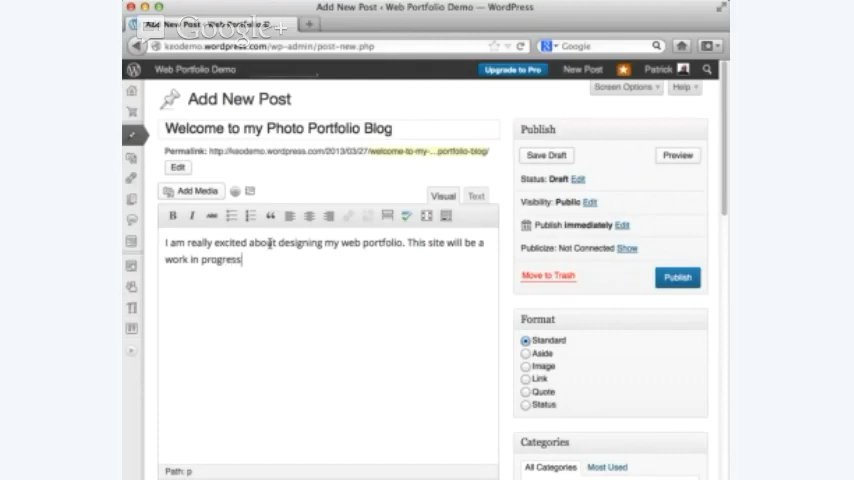 Add New Post ‹ Web Portfolio Demo — WordPress
Google+
keodemo.wordpress.com/wp-admin/post-new.php
Google
Web Portfolio Demo
Upgrade to Pro
New Post
Patrick
Screen Options
Help
Add New Post
Welcome to my Photo Portfolio Blog
Permalink: http://keodemo.wordpress.com/2013/03/27/welcome-to-my-...portfolio-blog/
Edit
Add Media
Visual
Text
B I ABC
I am really excited about designing my web portfolio. This site will be a
work in progress
Path: p
Publish
Save Draft
Preview
Status: Draft Edit
Visibility: Public Edit
Publish immediately Edit
Publicize: Not Connected Show
Move to Trash
Publish
Format
Standard
Aside
Image
Link
Quote
Status
Categories
All Categories
Most Used